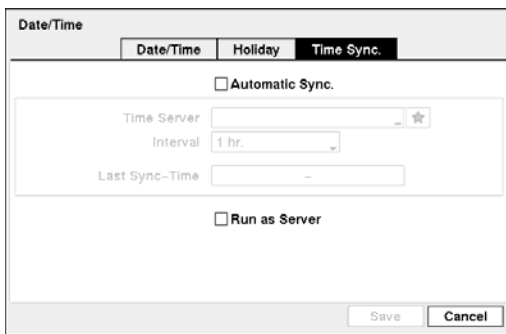 Date/Time
Date/Time Holiday Time Sync.
Automatic Sync.
Time Server
Interval 1 hr.
Last Sync-Time –
Run as Server
Save Cancel